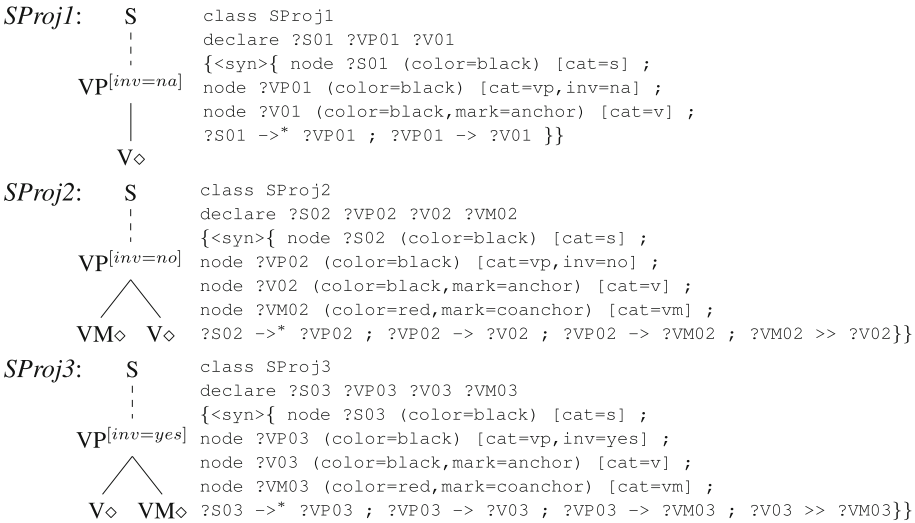 SProj1: S class SProj1
declare ?S01 ?VP01 ?V01
{<syn>{ node ?S01 (color=black) [cat=s] ;
VP[inv=na] node ?VP01 (color=black) [cat=vp,inv=na] ;
node ?V01 (color=black,mark=anchor) [cat=v] ;
?S01 ->* ?VP01 ; ?VP01 -> ?V01 }}
V⋄
SProj2: S class SProj2
declare ?S02 ?VP02 ?V02 ?VM02
{<syn>{ node ?S02 (color=black) [cat=s] ;
VP[inv=no] node ?VP02 (color=black) [cat=vp,inv=no] ;
node ?V02 (color=black,mark=anchor) [cat=v] ;
node ?VM02 (color=red,mark=coanchor) [cat=vm] ;
VM⋄ V⋄ ?S02 ->* ?VP02 ; ?VP02 -> ?V02 ; ?VP02 -> ?VM02 ; ?VM02 >> ?V02}}
SProj3: S class SProj3
declare ?S03 ?VP03 ?V03 ?VM03
{<syn>{ node ?S03 (color=black) [cat=s] ;
VP[inv=yes] node ?VP03 (color=black) [cat=vp,inv=yes] ;
node ?V03 (color=black,mark=anchor) [cat=v] ;
node ?VM03 (color=red,mark=coanchor) [cat=vm] ;
V⋄ VM⋄ ?S03 ->* ?VP03 ; ?VP03 -> ?V03 ; ?VP03 -> ?VM03 ; ?V03 >> ?VM03}}